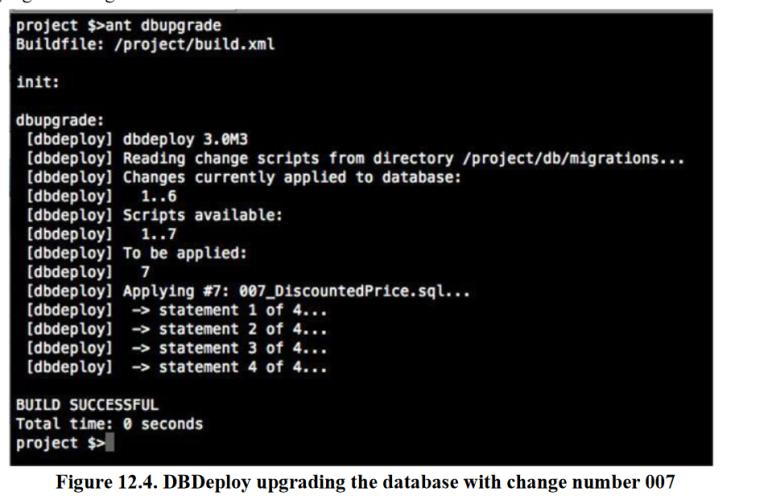 project $>ant dbupgrade
Buildfile: /project/build.xml
init:
dbupgrade:
[dbdeploy] dbdeploy 3.0M3
[dbdeploy] Reading change scripts from directory /project/db/migrations...
[dbdeploy] Changes currently applied to database:
[dbdeploy]   1..6
[dbdeploy] Scripts available:
[dbdeploy]   1..7
[dbdeploy] To be applied:
[dbdeploy]   7
[dbdeploy] Applying #7: 007_DiscountedPrice.sql...
[dbdeploy]  -> statement 1 of 4...
[dbdeploy]  -> statement 2 of 4...
[dbdeploy]  -> statement 3 of 4...
[dbdeploy]  -> statement 4 of 4...
BUILD SUCCESSFUL
Total time: 0 seconds
project $>
Figure 12.4. DBDeploy upgrading the database with change number 007